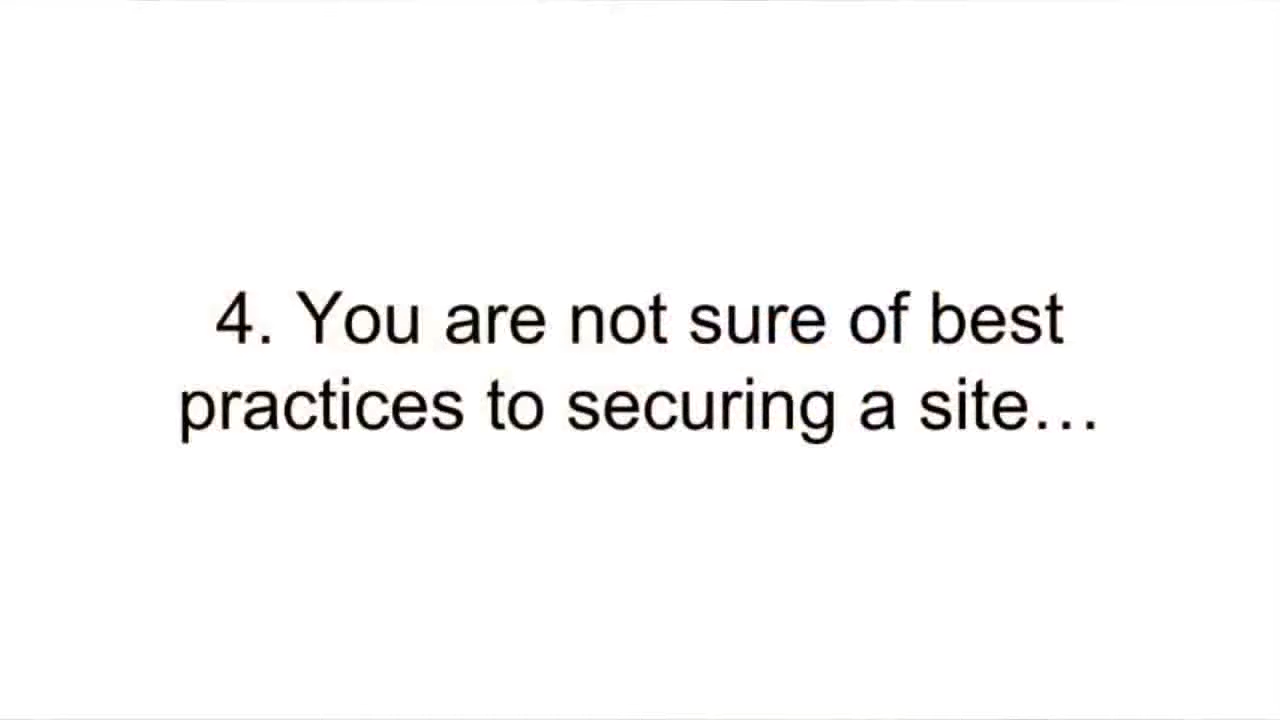 4. You are not sure of best
practices to securing a site…